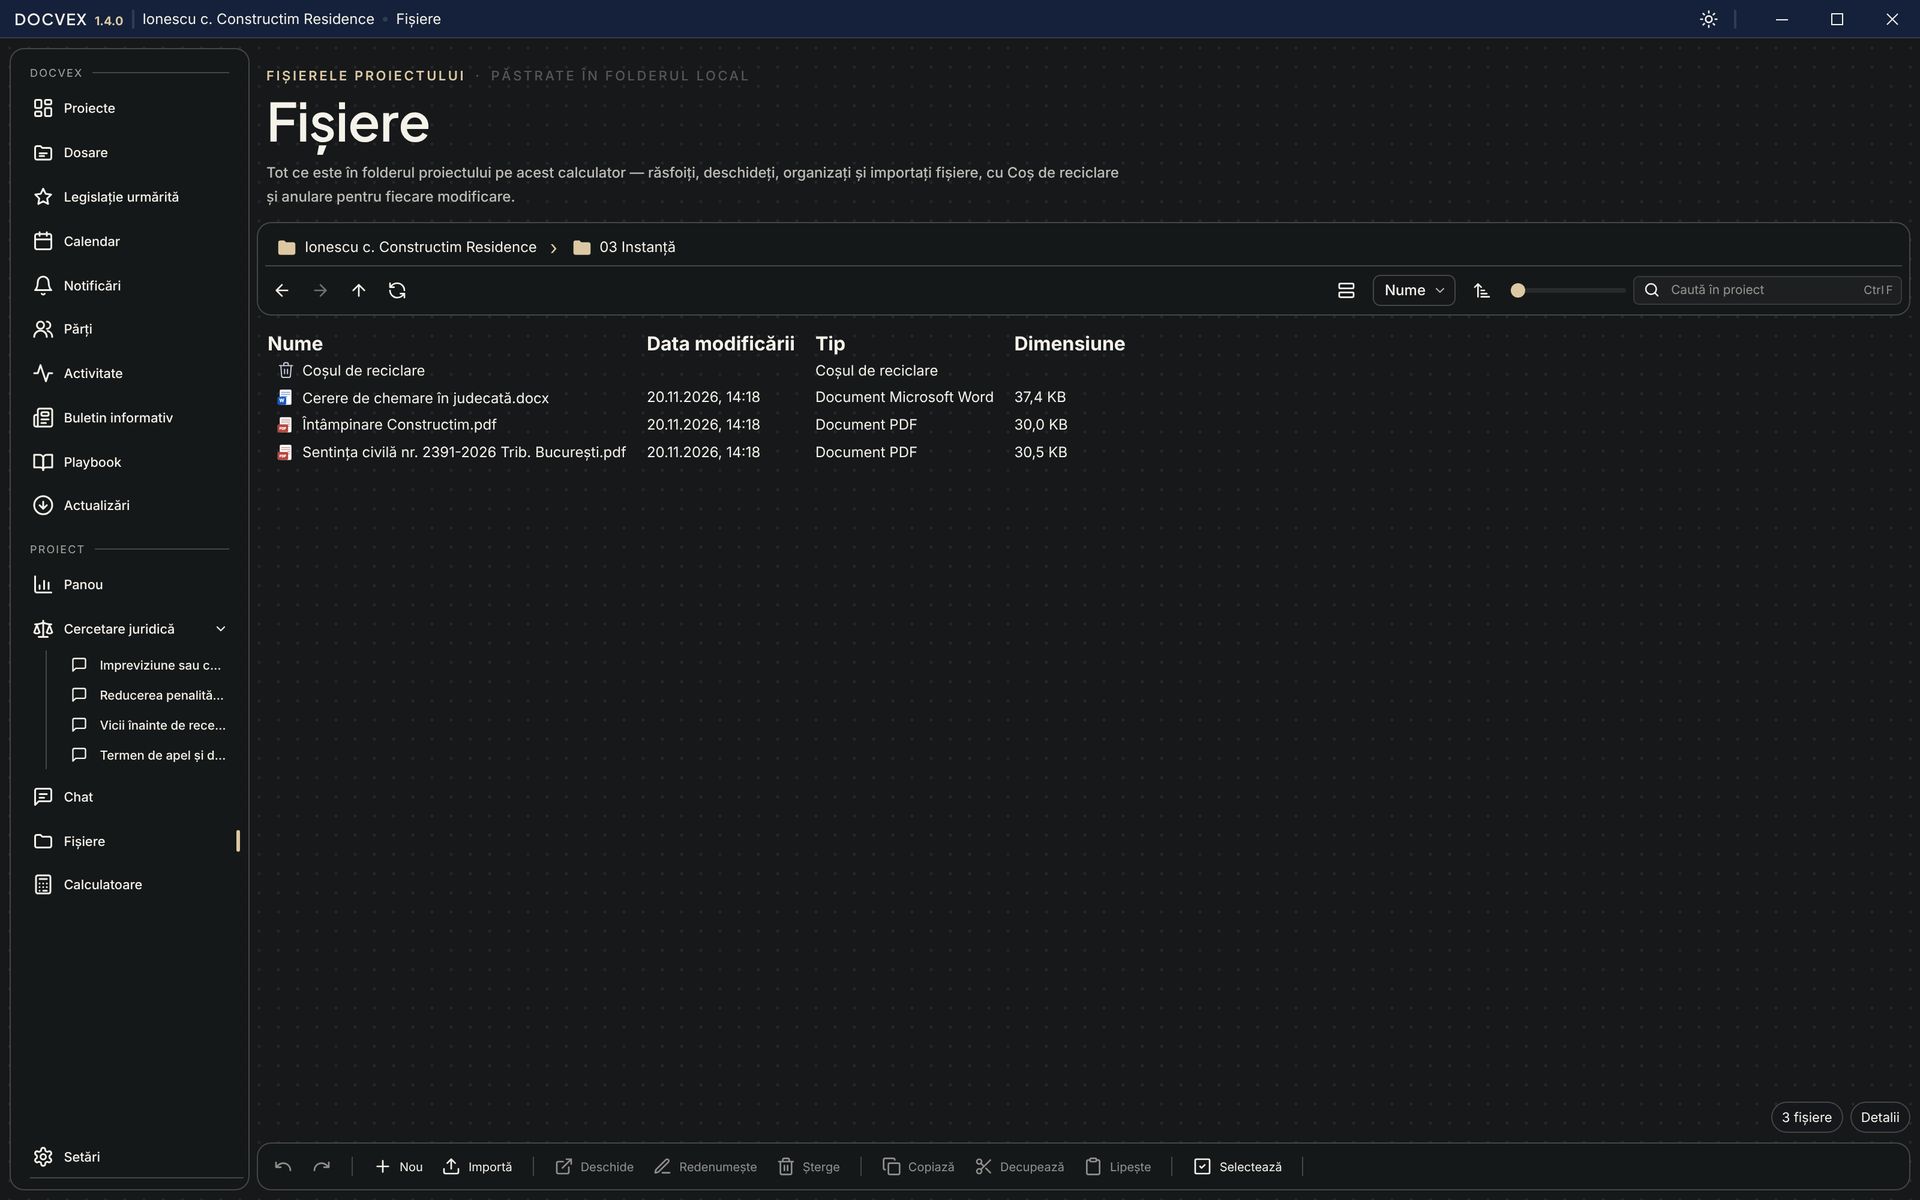 DOCVEX 1.4.0 Ionescu c. Constructim Residence • Fișiere
DOCVEX
Proiecte
Dosare
Legislație urmărită
Calendar
Notificări
Părți
Activitate
Buletin informativ
Playbook
Actualizări
PROIECT
Panou
Cercetare juridică
Impreviziune sau c...
Reducerea penalită...
Vicii înainte de rece...
Termen de apel și d...
Chat
Fișiere
Calculatoare
Setări
FIȘIERELE PROIECTULUI · PĂSTRATE ÎN FOLDERUL LOCAL
Fișiere
Tot ce este în folderul proiectului pe acest calculator — răsfoiți, deschideți, organizați și importați fișiere, cu Coș de reciclare
și anulare pentru fiecare modificare.
Ionescu c. Constructim Residence › 03 Instanță
Nume Caută în proiect Ctrl F
Nume Data modificării Tip Dimensiune
Coșul de reciclare Coșul de reciclare
Cerere de chemare în judecată.docx 20.11.2026, 14:18 Document Microsoft Word 37,4 KB
Întâmpinare Constructim.pdf 20.11.2026, 14:18 Document PDF 30,0 KB
Sentința civilă nr. 2391-2026 Trib. București.pdf 20.11.2026, 14:18 Document PDF 30,5 KB
3 fișiere Detalii
Nou Importă Deschide Redenumește Șterge Copiază Decupează Lipește Selectează